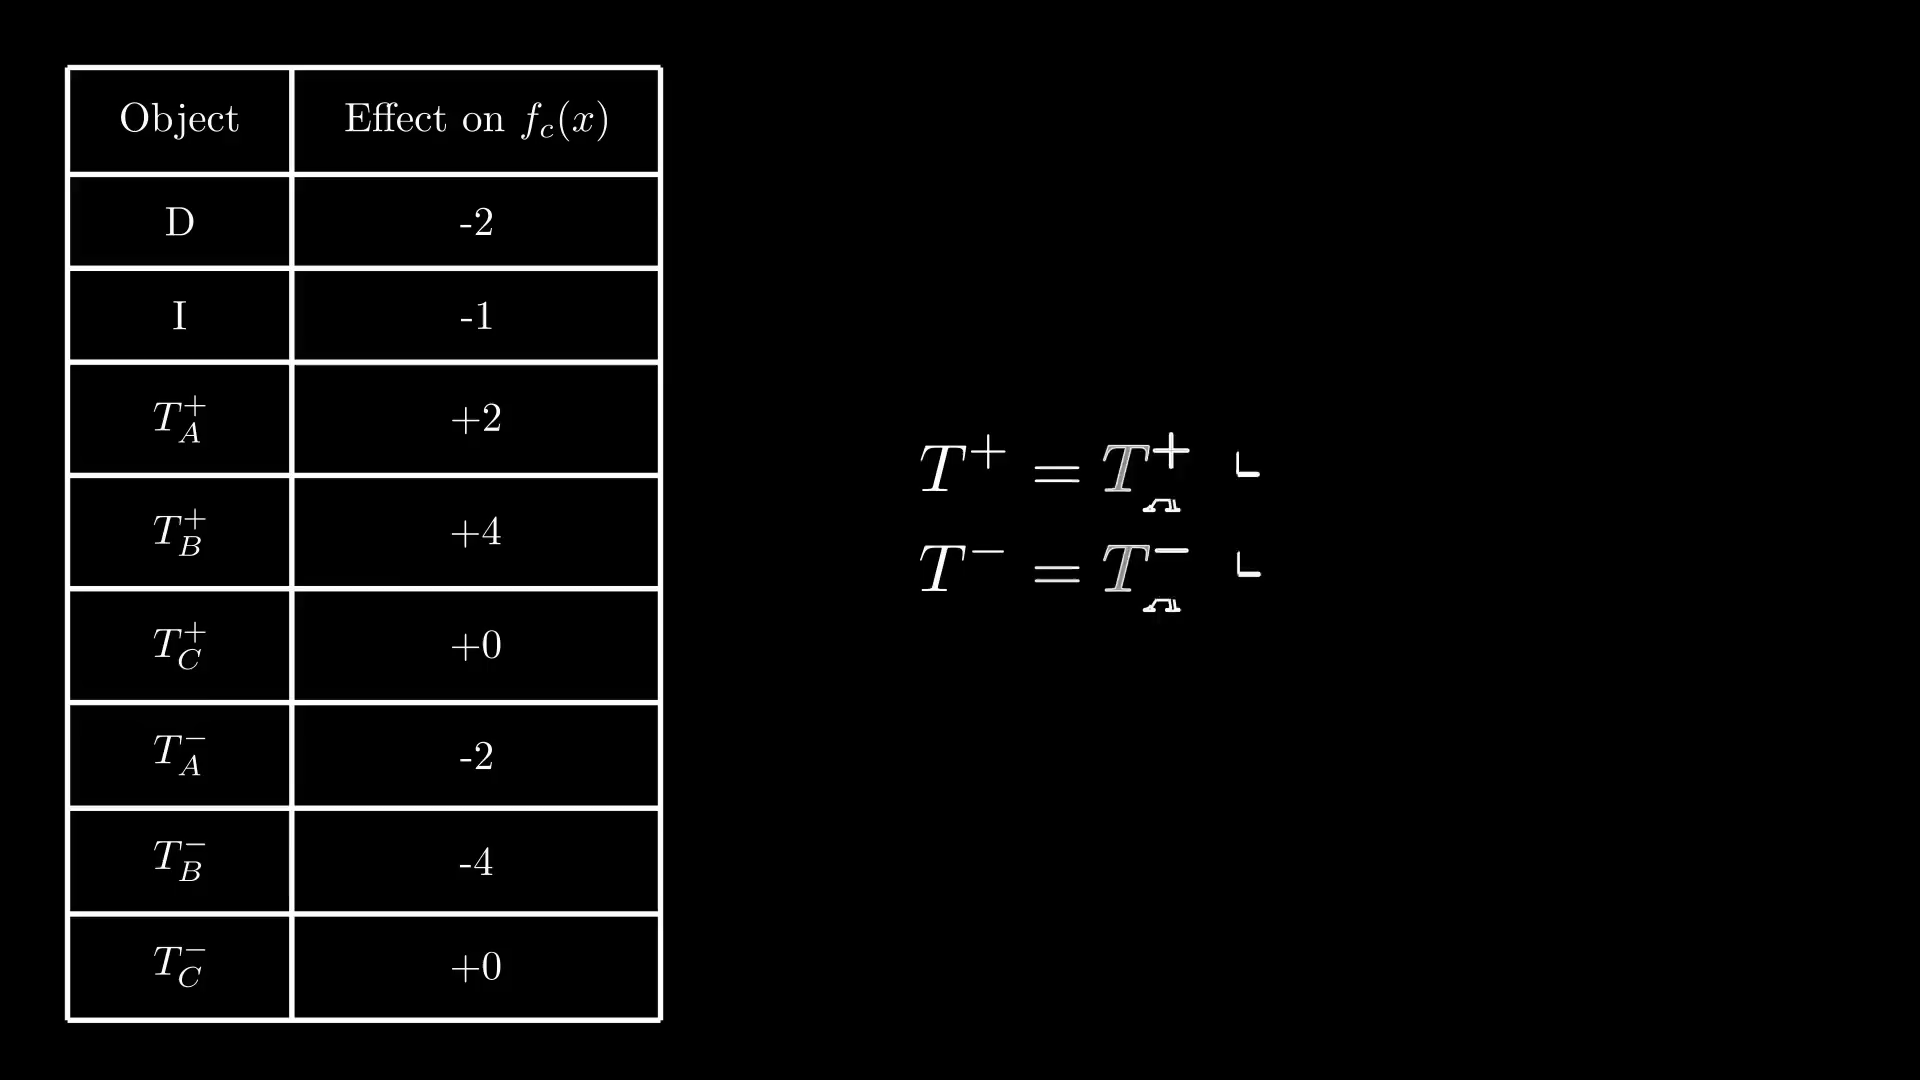 Object Effect on f_c(x)
D -2
I -1
T_A^+ +2
T_B^+ +4
T_C^+ +0
T_A^- -2
T_B^- -4
T_C^- +0
T^+ = T^+
T^- = T^-